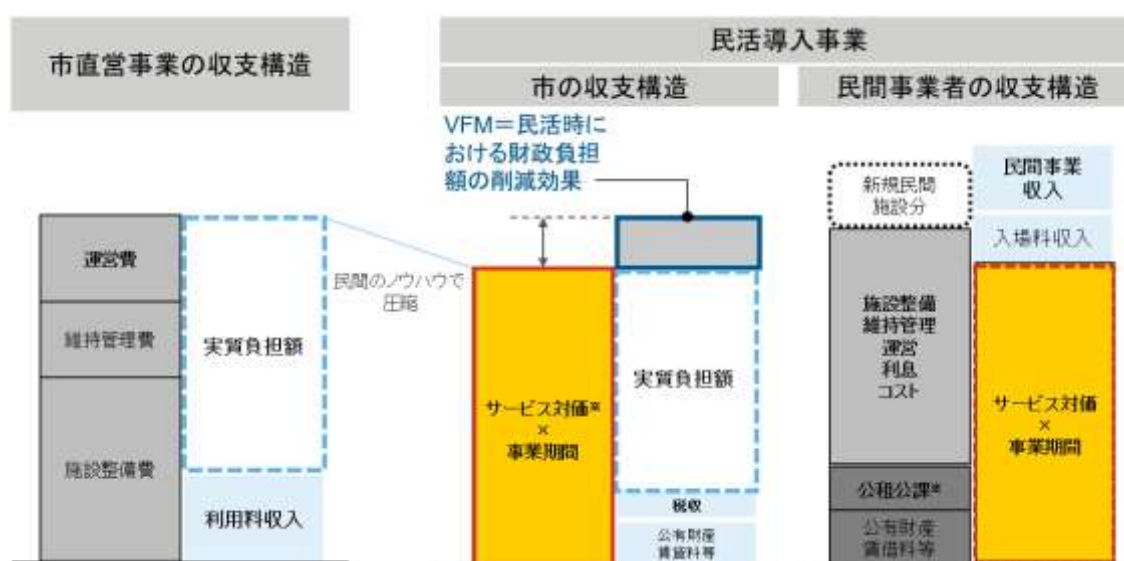 市直営事業の収支構造
民活導入事業
市の収支構造
民間事業者の収支構造
VFM＝民活時に
おける財政負担
額の削減効果
運営費
維持管理費
施設整備費
実質負担額
利用料収入
民間のノウハウで
圧縮
サービス対価※
×
事業期間
実質負担額
税収
公有財産
賃貸料等
新規民間
施設分
施設整備
維持管理
運営
利息
コスト
公租公課※
公有財産
賃借料等
民間事業
収入
入場料収入
サービス対価
×
事業期間